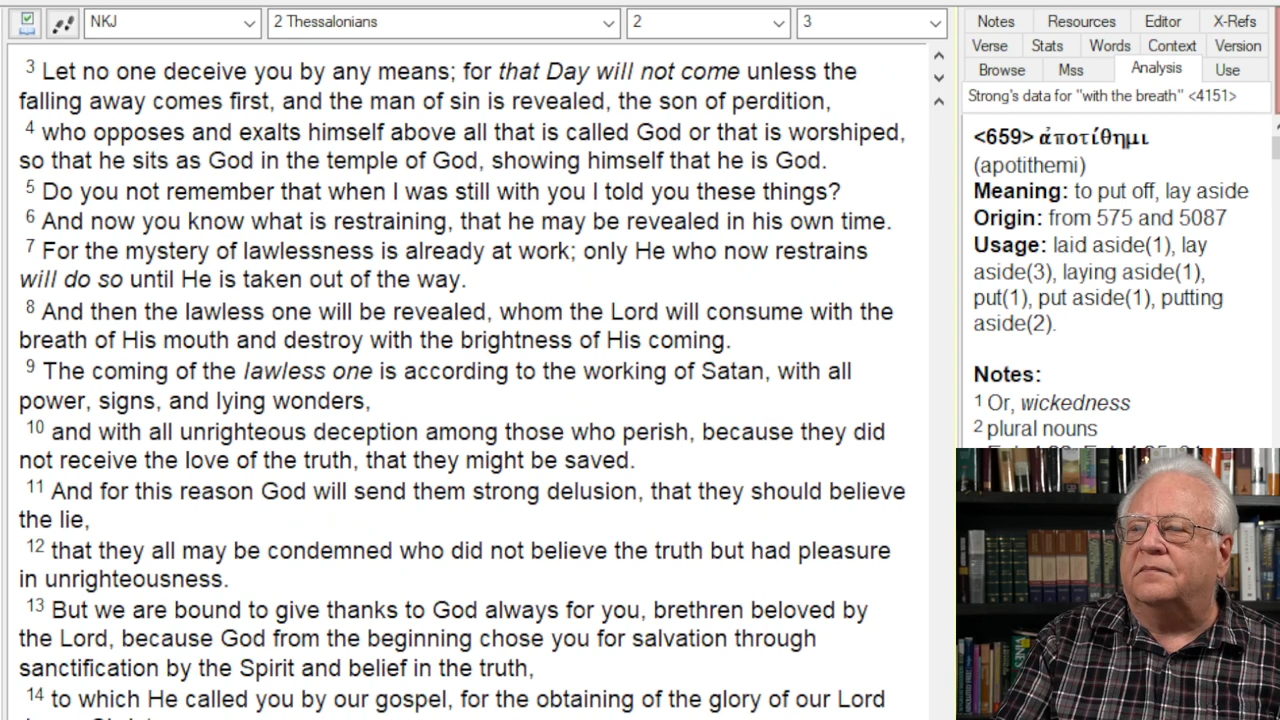 NKJ 2 Thessalonians 2 3
3 Let no one deceive you by any means; for that Day will not come unless the
falling away comes first, and the man of sin is revealed, the son of perdition,
4 who opposes and exalts himself above all that is called God or that is worshiped,
so that he sits as God in the temple of God, showing himself that he is God.
5 Do you not remember that when I was still with you I told you these things?
6 And now you know what is restraining, that he may be revealed in his own time.
7 For the mystery of lawlessness is already at work; only He who now restrains
will do so until He is taken out of the way.
8 And then the lawless one will be revealed, whom the Lord will consume with the
breath of His mouth and destroy with the brightness of His coming.
9 The coming of the lawless one is according to the working of Satan, with all
power, signs, and lying wonders,
10 and with all unrighteous deception among those who perish, because they did
not receive the love of the truth, that they might be saved.
11 And for this reason God will send them strong delusion, that they should believe
the lie,
12 that they all may be condemned who did not believe the truth but had pleasure
in unrighteousness.
13 But we are bound to give thanks to God always for you, brethren beloved by
the Lord, because God from the beginning chose you for salvation through
sanctification by the Spirit and belief in the truth,
14 to which He called you by our gospel, for the obtaining of the glory of our Lord
Notes Resources Editor X-Refs
Verse Stats Words Context Version
Browse Mss Analysis Use
Strong's data for "with the breath" <4151>
<659> ἀποτίθημι
(apotithemi)
Meaning: to put off, lay aside
Origin: from 575 and 5087
Usage: laid aside(1), lay
aside(3), laying aside(1),
put(1), put aside(1), putting
aside(2).
Notes:
1 Or, wickedness
2 plural nouns
VINES